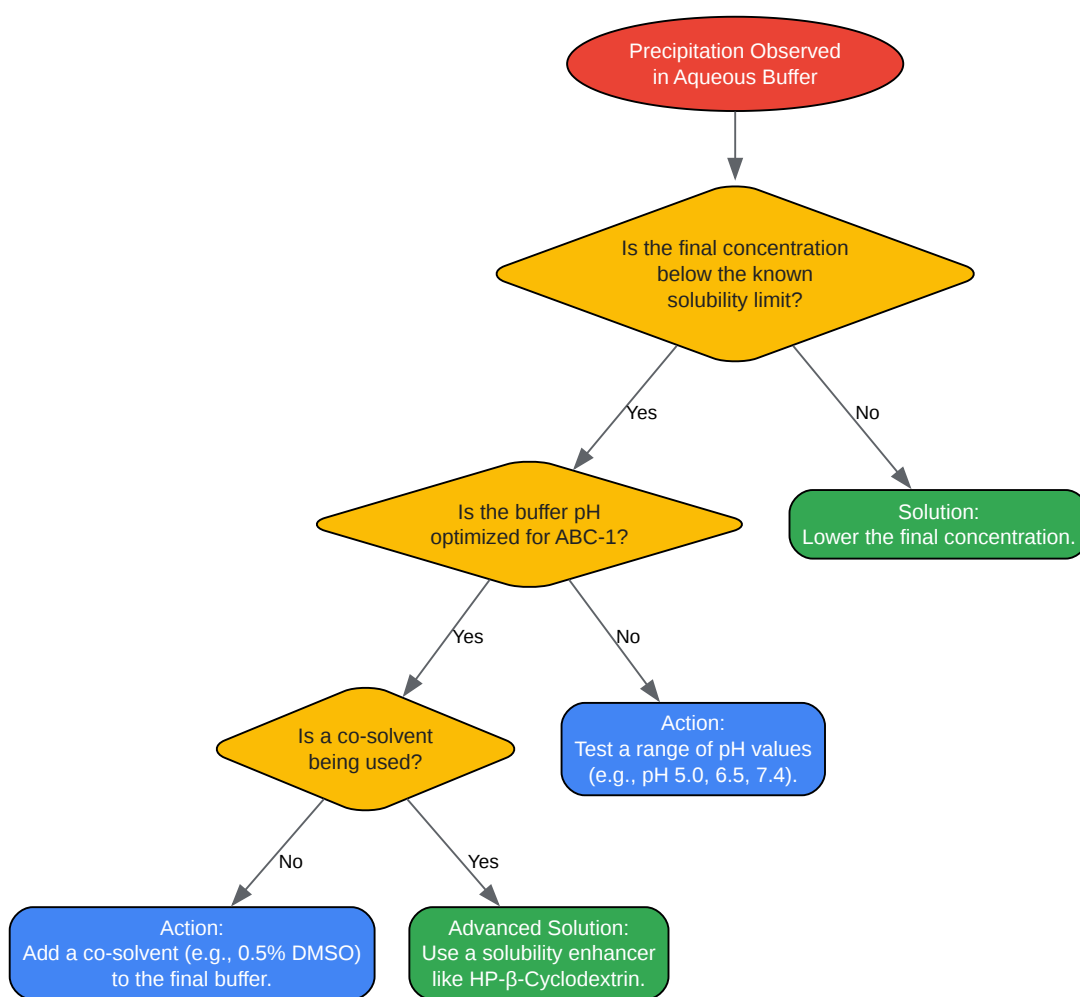 Precipitation Observed
in Aqueous Buffer
Is the final concentration
below the known
solubility limit?
Yes
No
Is the buffer pH
optimized for ABC-1?
Solution:
Lower the final concentration.
Yes
No
Is a co-solvent
being used?
Action:
Test a range of pH values
(e.g., pH 5.0, 6.5, 7.4).
No
Yes
Action:
Add a co-solvent (e.g., 0.5% DMSO)
to the final buffer.
Advanced Solution:
Use a solubility enhancer
like HP-β-Cyclodextrin.